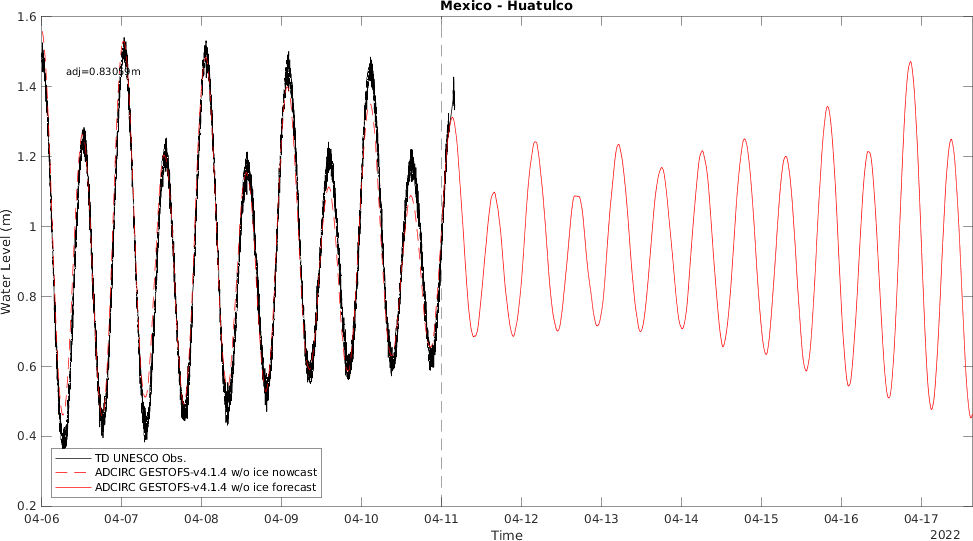 Mexico - Huatulco
1.6
1.4
1.2
1
0.8
0.6
0.4
0.2
Water Level (m)
adj=0.83059m
TD UNESCO Obs.
ADCIRC GESTOFS-v4.1.4 w/o ice nowcast
ADCIRC GESTOFS-v4.1.4 w/o ice forecast
04-06 04-07 04-08 04-09 04-10 04-11 04-12 04-13 04-14 04-15 04-16 04-17
Time
2022